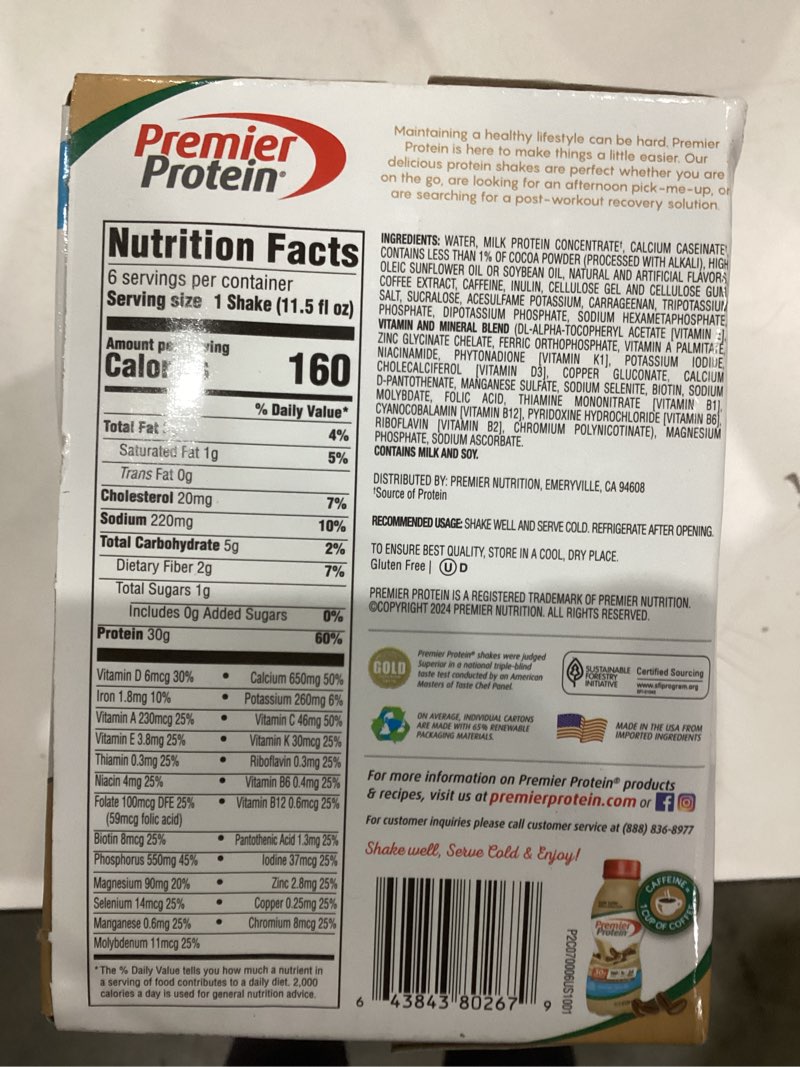 Premier
Protein®
Maintaining a healthy lifestyle can be hard, Premier
Protein is here to make things a little easier. Our
delicious protein shakes are perfect whether you are
on the go, are looking for an afternoon pick-me-up, or
are searching for a post-workout recovery solution.
Nutrition Facts
6 servings per container
Serving size 1 Shake (11.5 fl oz)
Amount
160
% Daily Value*
Total Fat
4%
Saturated Fat 1g
5%
Trans Fat 0g
Cholesterol 20mg
7%
Sodium 220mg
10%
Total Carbohydrate 5g
2%
Dietary Fiber 2g
7%
Total Sugars 1g
Includes 0g Added Sugars
0%
Protein 30g
60%
Vitamin D 6mcg 30% • Calcium 650mg 50%
Iron 1.8mg 10% • Potassium 260mg 6%
Vitamin A 230mcg 25% • Vitamin C 46mg 50%
Vitamin E 3.8mg 25% • Vitamin K 30mcg 25%
Thiamin 0.3mg 25% • Riboflavin 0.3mg 25%
Niacin 4mg 25% • Vitamin B6 0.4mg 25%
Folate 100mcg DFE 25% • Vitamin B12 0.6mcg 25%
(59mcg folic acid)
Biotin 8mcg 25% • Pantothenic Acid 1.3mg 25%
Phosphorus 550mg 45% • Iodine 37mcg 25%
Magnesium 90mg 20% • Zinc 2.8mg 25%
Selenium 14mcg 25% • Copper 0.25mg 25%
Manganese 0.6mg 25% • Chromium 8mcg 25%
Molybdenum 11mcg 25%
*The % Daily Value tells you how much a nutrient in
a serving of food contributes to a daily diet. 2,000
calories a day is used for general nutrition advice.
INGREDIENTS: WATER, MILK PROTEIN CONCENTRATE†, CALCIUM CASEINATE†
CONTAINS LESS THAN 1% OF COCOA POWDER (PROCESSED WITH ALKALI), HIGH
OLEIC SUNFLOWER OIL OR SOYBEAN OIL, NATURAL AND ARTIFICIAL FLAVORS
COFFEE EXTRACT, CAFFEINE, INULIN, CELLULOSE GEL AND CELLULOSE GUM
SALT, SUCRALOSE, ACESULFAME POTASSIUM, CARRAGEENAN, TRIPOTASSIUM
PHOSPHATE, DIPOTASSIUM PHOSPHATE, SODIUM HEXAMETAPHOSPHATE
VITAMIN AND MINERAL BLEND (DL-ALPHA-TOCOPHERYL ACETATE [VITAMIN E],
ZINC GLYCINATE CHELATE, FERRIC ORTHOPHOSPHATE, VITAMIN A PALMITATE,
NIACINAMIDE, PHYTONADIONE [VITAMIN K1], POTASSIUM IODIDE,
CHOLECALCIFEROL [VITAMIN D3], COPPER GLUCONATE, CALCIUM
D-PANTOTHENATE, MANGANESE SULFATE, SODIUM SELENITE, BIOTIN, SODIUM
MOLYBDATE, FOLIC ACID, THIAMINE MONONITRATE [VITAMIN B1],
CYANOCOBALAMIN [VITAMIN B12], PYRIDOXINE HYDROCHLORIDE [VITAMIN B6],
RIBOFLAVIN [VITAMIN B2], CHROMIUM POLYNICOTINATE), MAGNESIUM
PHOSPHATE, SODIUM ASCORBATE.
CONTAINS MILK AND SOY.
DISTRIBUTED BY: PREMIER NUTRITION, EMERYVILLE, CA 94608
†Source of Protein
RECOMMENDED USAGE: SHAKE WELL AND SERVE COLD. REFRIGERATE AFTER OPENING.
TO ENSURE BEST QUALITY, STORE IN A COOL, DRY PLACE.
Gluten Free | Ⓤ D
PREMIER PROTEIN IS A REGISTERED TRADEMARK OF PREMIER NUTRITION.
©COPYRIGHT 2024 PREMIER NUTRITION. ALL RIGHTS RESERVED.
GOLD
Premier Protein® shakes were judged
Superior in a national triple-blind
taste test conducted by an American
Masters of Taste Chef Panel.
SUSTAINABLE
FORESTRY
INITIATIVE
Certified Sourcing
www.sfiprogram.org
ON AVERAGE, INDIVIDUAL CARTONS
ARE MADE WITH 65% RENEWABLE
PACKAGING MATERIALS.
MADE IN THE USA FROM
IMPORTED INGREDIENTS
For more information on Premier Protein® products
& recipes, visit us at premierprotein.com or
For customer inquiries please call customer service at (888) 836-8977
Shake well, Serve Cold & Enjoy!
CAFFEINE =
1 CUP OF COFFEE
Premier
Protein
P2C070006US1001
6 43843 80267 9